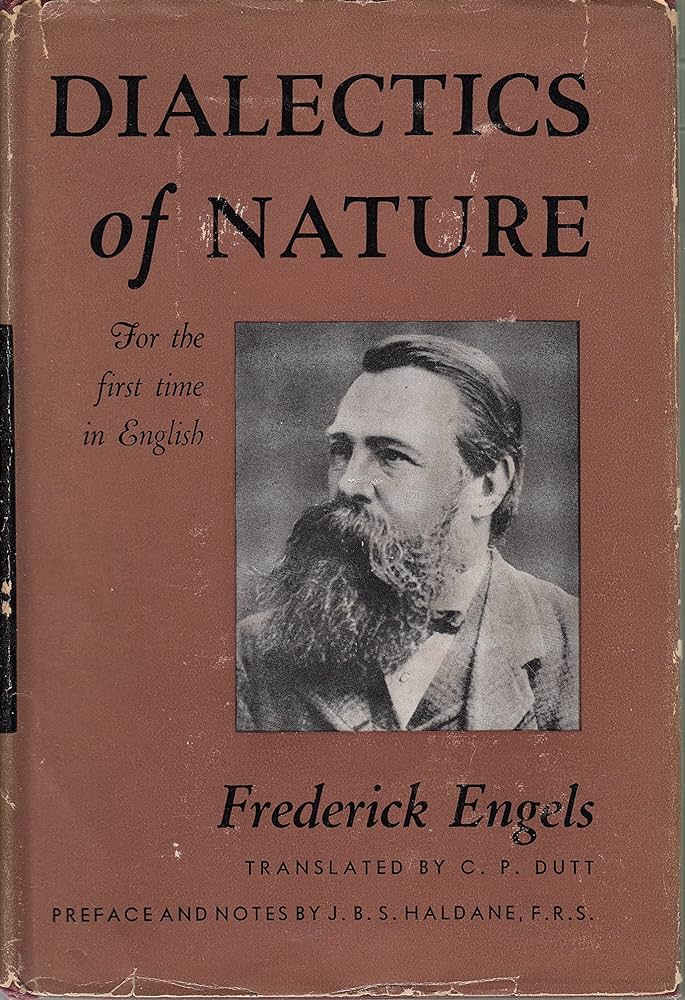 DIALECTICS
of NATURE
For the
first time
in English
Frederick Engels
TRANSLATED BY C. P. DUTT
PREFACE AND NOTES BY J. B. S. HALDANE, F.R.S.